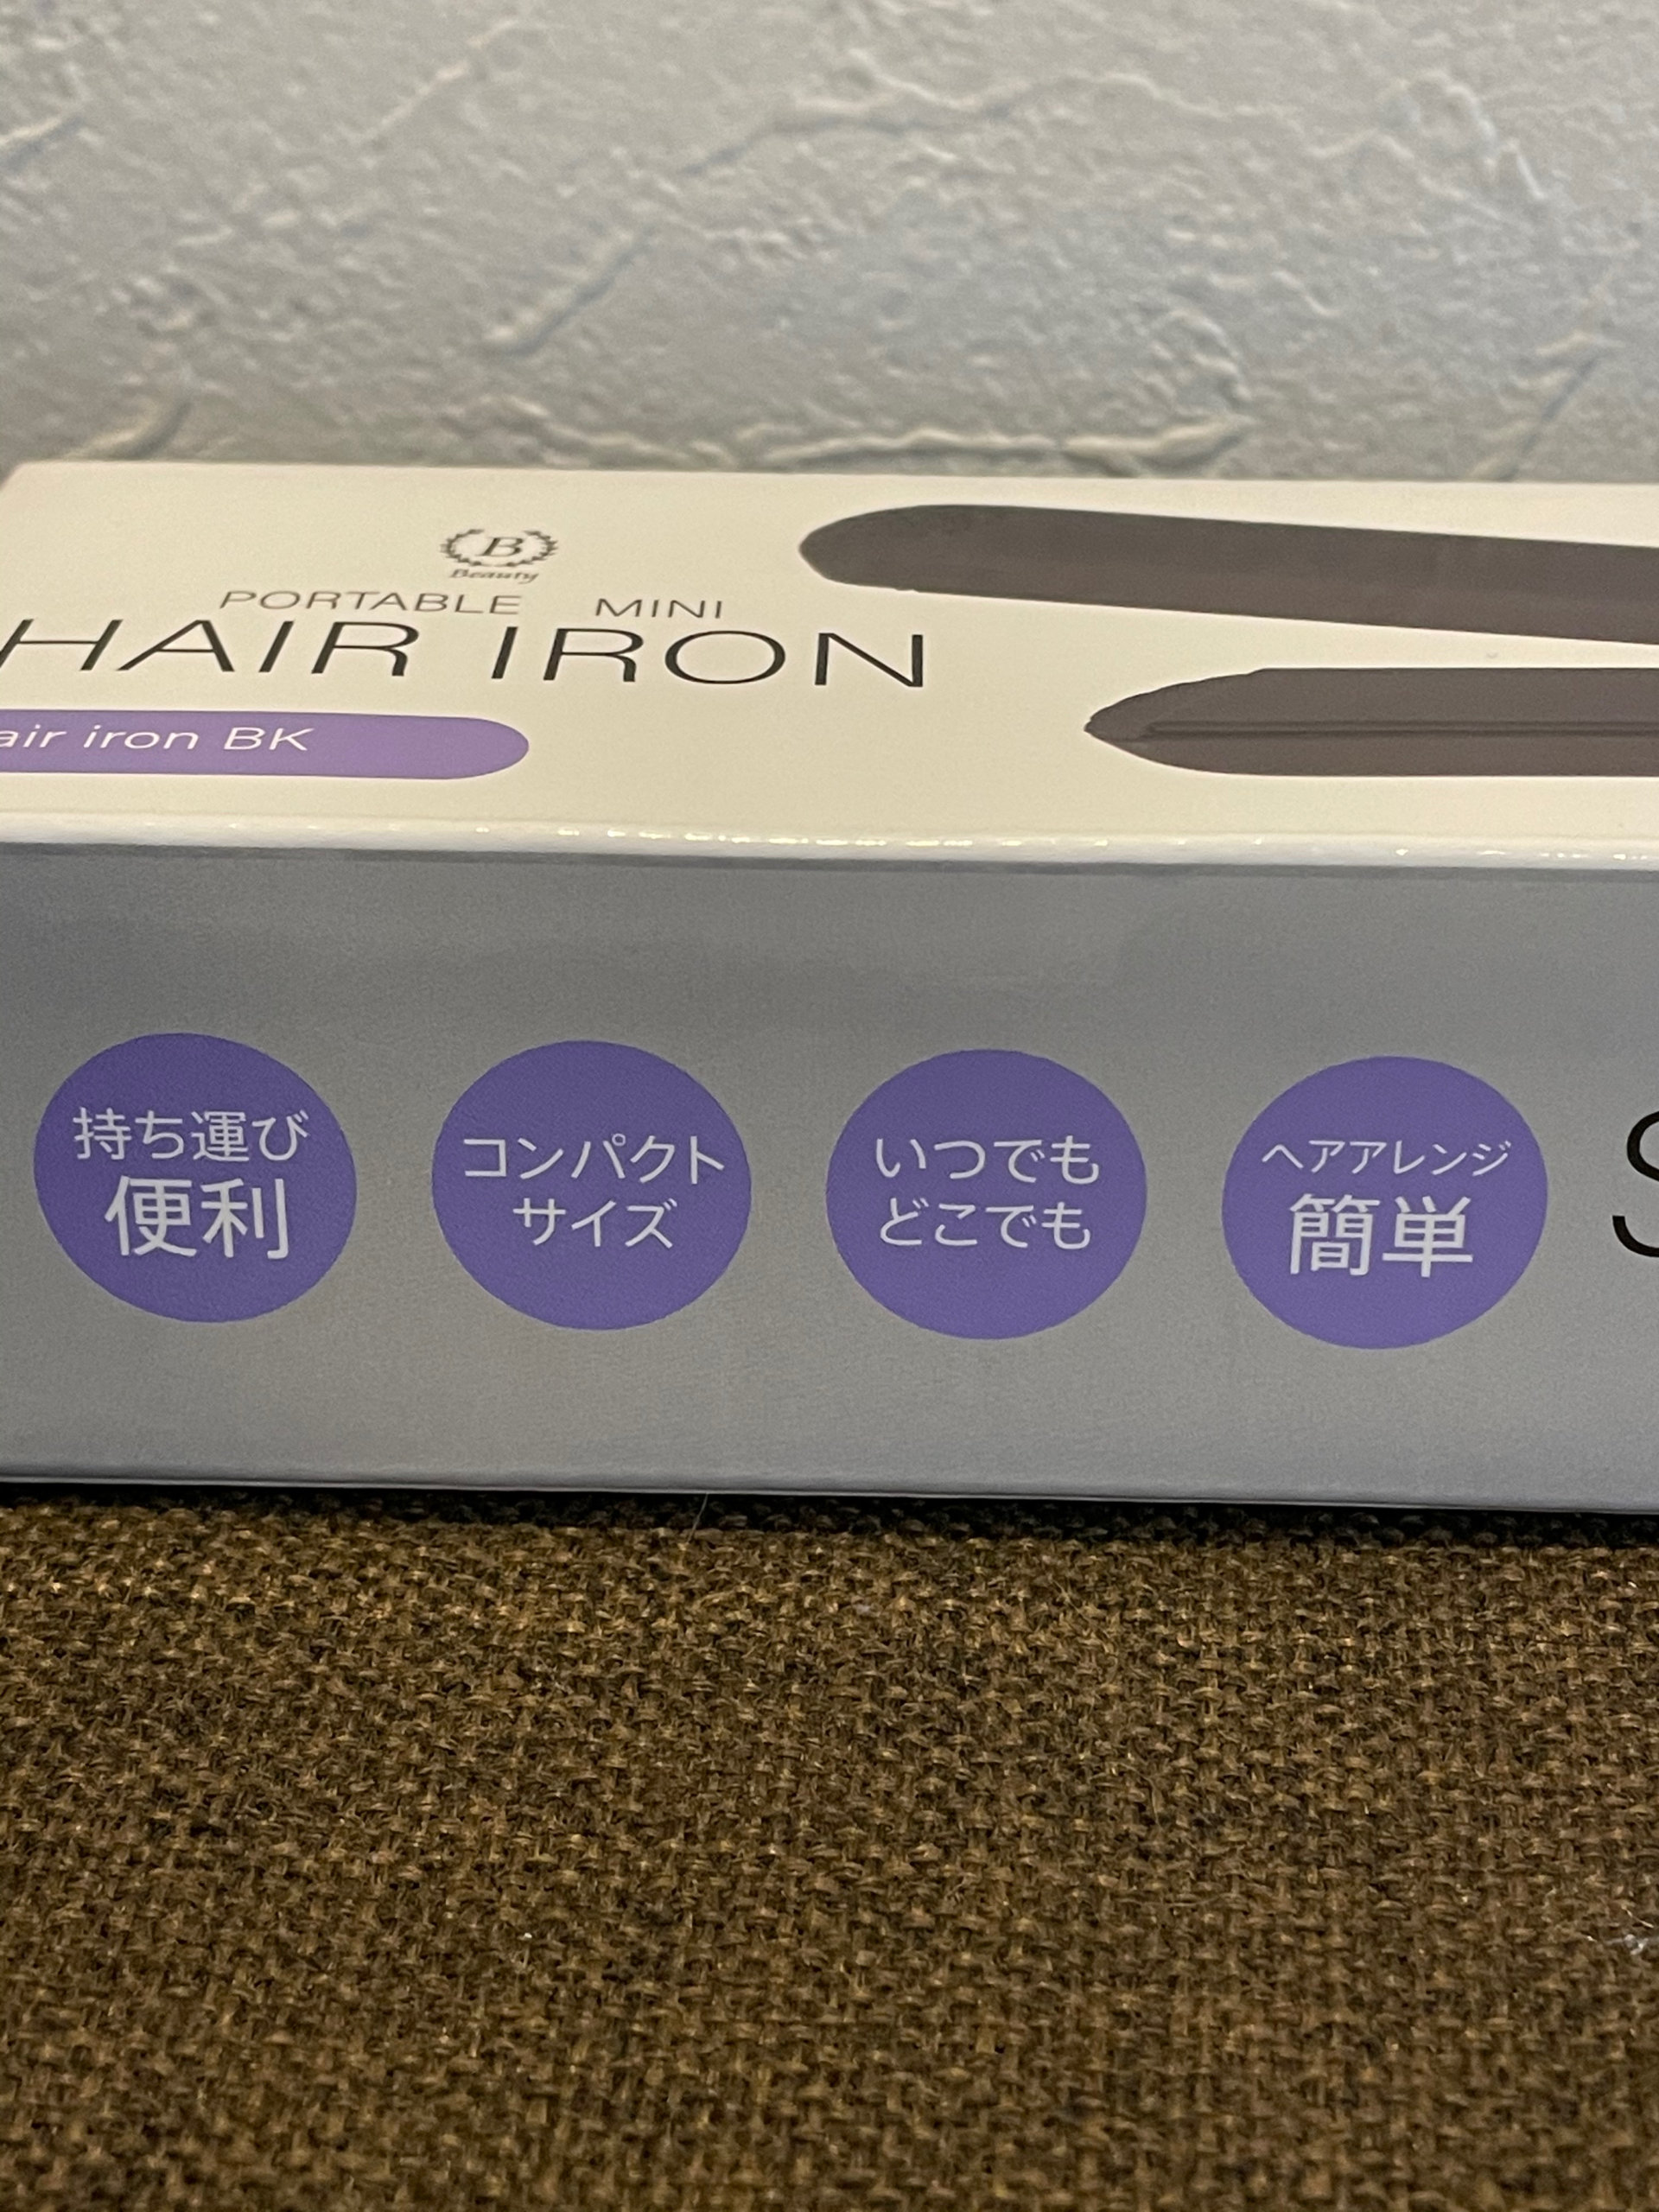 B
Beauty
PORTABLE MINI
HAIR IRON
air iron BK
持ち運び
便利
コンパクト
サイズ
いつでも
どこでも
ヘアアレンジ
簡単
S